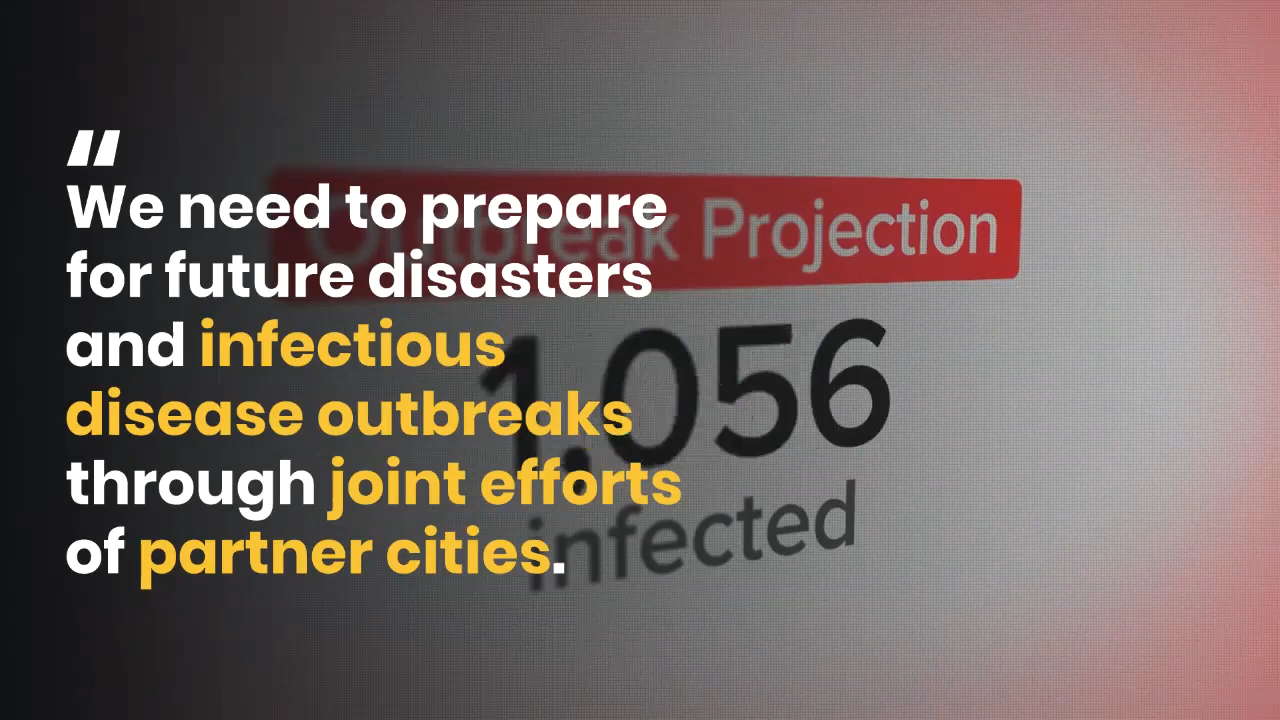 “
We need to prepare
for future disasters
and infectious
disease outbreaks
through joint efforts
of partner cities.
Outbreak Projection
1.056
infected